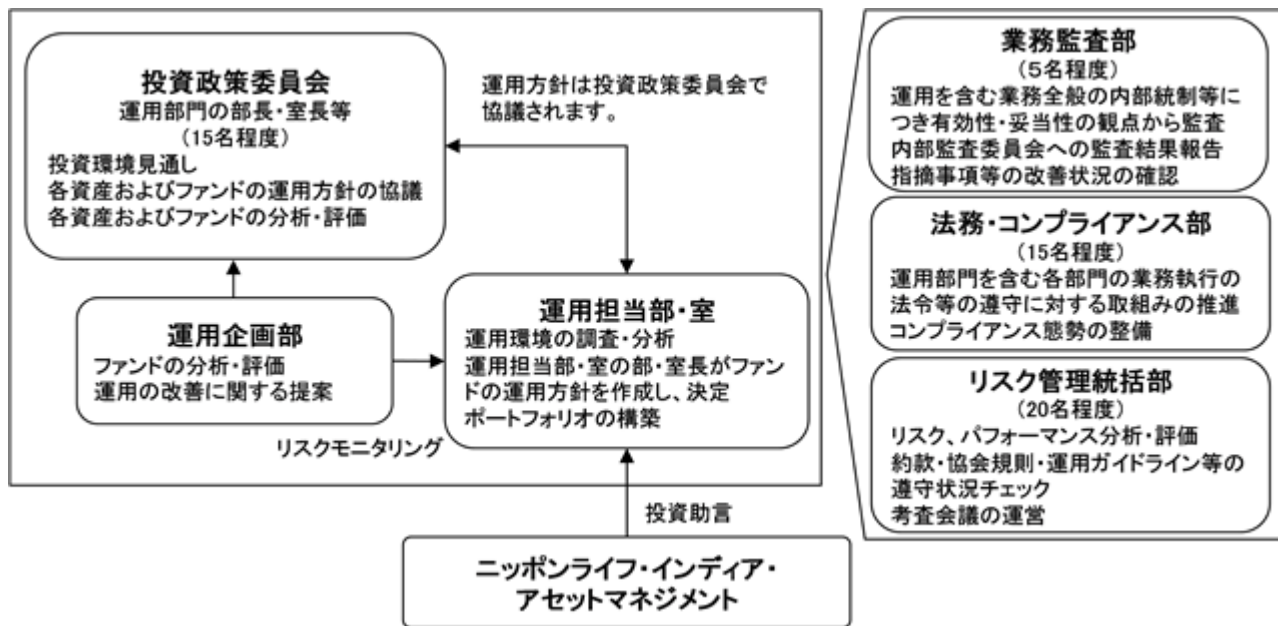 投資政策委員会
運用部門の部長・室長等
（15名程度）
投資環境見通し
各資産およびファンドの運用方針の協議
各資産およびファンドの分析・評価
運用方針は投資政策委員会で
協議されます。
運用企画部
ファンドの分析・評価
運用の改善に関する提案
運用担当部・室
運用環境の調査・分析
運用担当部・室の部・室長がファン
ドの運用方針を作成し、決定
ポートフォリオの構築
リスクモニタリング
投資助言
ニッポンライフ・インディア・
アセットマネジメント
業務監査部
（５名程度）
運用を含む業務全般の内部統制等に
つき有効性・妥当性の観点から監査
内部監査委員会への監査結果報告
指摘事項等の改善状況の確認
法務・コンプライアンス部
（15名程度）
運用部門を含む各部門の業務執行の
法令等の遵守に対する取組みの推進
コンプライアンス態勢の整備
リスク管理統括部
（20名程度）
リスク、パフォーマンス分析・評価
約款・協会規則・運用ガイドライン等の
遵守状況チェック
考査会議の運営